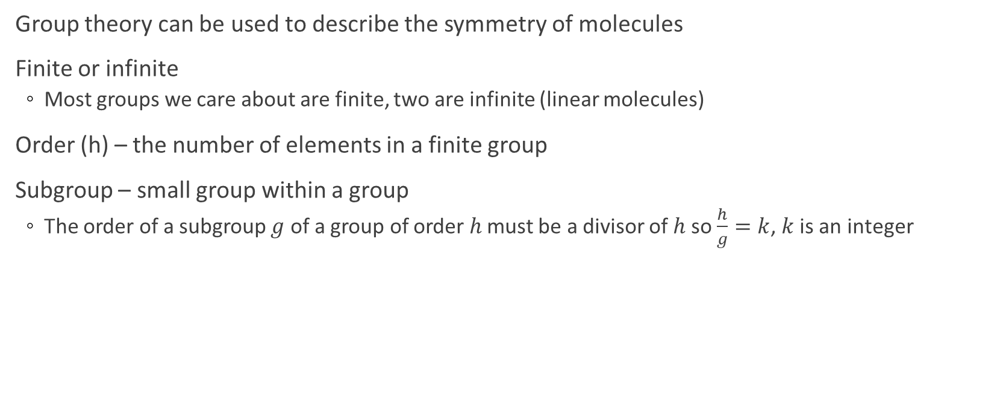 Group theory can be used to describe the symmetry of molecules
Finite or infinite
◦ Most groups we care about are finite, two are infinite (linear molecules)
Order (h) – the number of elements in a finite group
Subgroup – small group within a group
◦ The order of a subgroup g of a group of order h must be a divisor of h so h/g = k, k is an integer